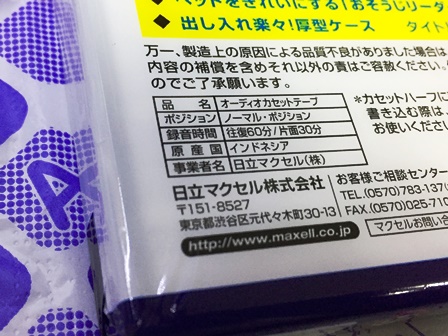 ヘッドをきれいにする!「おそうじリーダ
● 出し入れ楽々!厚型ケース タイト
万一、製造上の原因による品質不良がありました場合は
内容の補償を含めそれ以外の責はご容赦ください。
のでご了承願います。
品名 オーディオカセットテープ
ポジション ノーマル・ポジション
録音時間 往復60分/片面30分
原産国 インドネシア
事業者名 日立マクセル(株)
*カセットハーフに
書き込む際は、
お使いくださ
日立マクセル株式会社
〒151-8527
東京都渋谷区元代々木町30-13
http://www.maxell.co.jp
お客様ご相談センター
TEL.(0570)783-137
FAX.(0570)025-710
マクセルお問い合
A